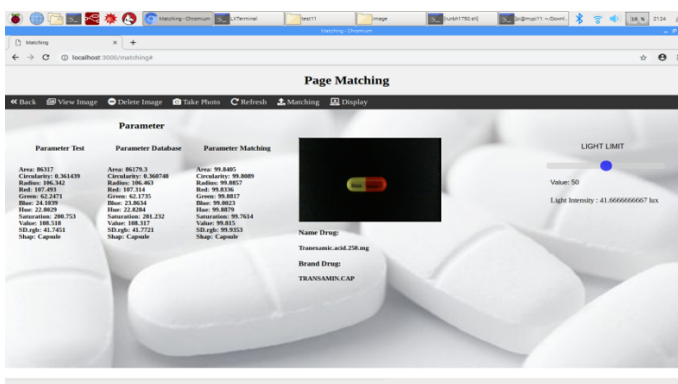 Matching - Chromium
LXTerminal
test11
image
18 %
21:24
Matching - Chromium
Matching
localhost:3000/matching#
Page Matching
Back View Image Delete Image Take Photo Refresh Matching Display
Parameter
Parameter Test
Area: 86317
Circularity: 0.361439
Radius: 106.342
Red: 107.493
Green: 62.2471
Blue: 24.1039
Hue: 22.8029
Saturation: 200.753
Value: 108.518
SD.rgb: 41.7451
Shap: Capsule
Parameter Database
Area: 86179.3
Circularity: 0.360748
Radius: 106.463
Red: 107.314
Green: 62.1735
Blue: 23.8634
Hue: 22.8284
Saturation: 201.232
Value: 108.317
SD.rgb: 41.7721
Shap: Capsule
Parameter Matching
Area: 99.8405
Circularity: 99.8089
Radius: 99.8857
Red: 99.8336
Green: 99.8817
Blue: 99.0023
Hue: 99.8879
Saturation: 99.7614
Value: 99.815
SD.rgb: 99.9353
Shap: Capsule
Name Drug:
Tranexamic.acid.250.mg
Brand Drug:
TRANSAMIN.CAP
LIGHT LIMIT
Value: 50
Light Intensity : 41.6666666667 lux